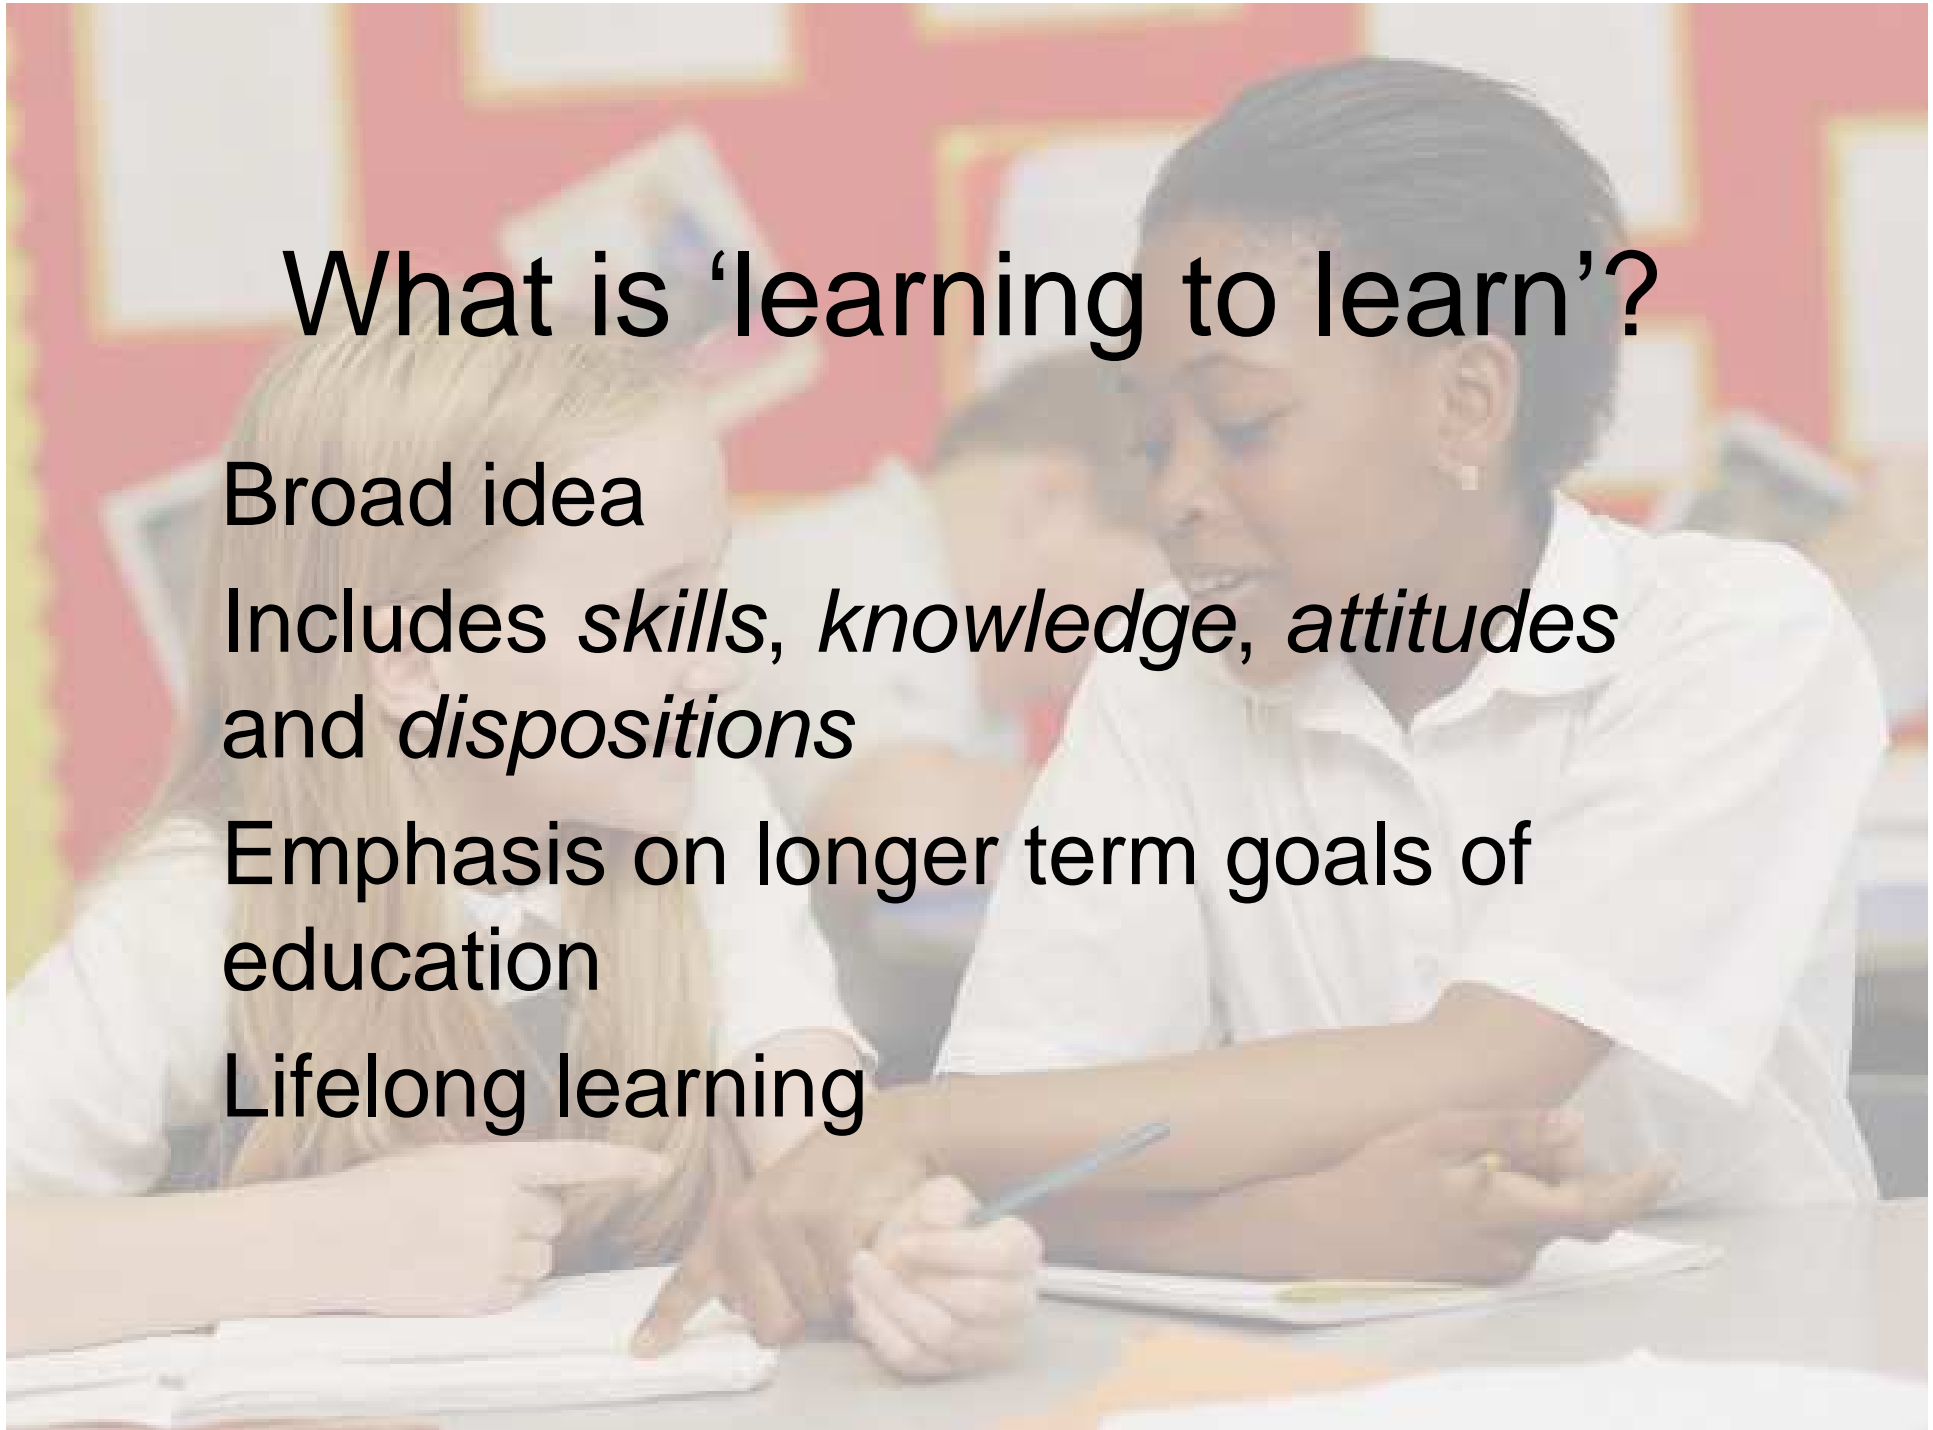 What is ‘learning to learn’?
Broad idea
Includes skills, knowledge, attitudes
and dispositions
Emphasis on longer term goals of
education
Lifelong learning